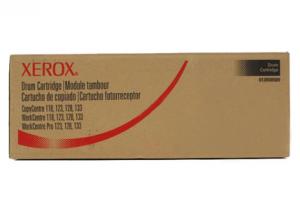 XEROX
Drum Cartridge | Module tambour
Cartucho de copiado | Cartucho fotorreceptor
CopyCentre 118, 123, 128, 133
WorkCentre 118, 123, 128, 133
WorkCentre Pro 123, 128, 133
Drum
Cartridge